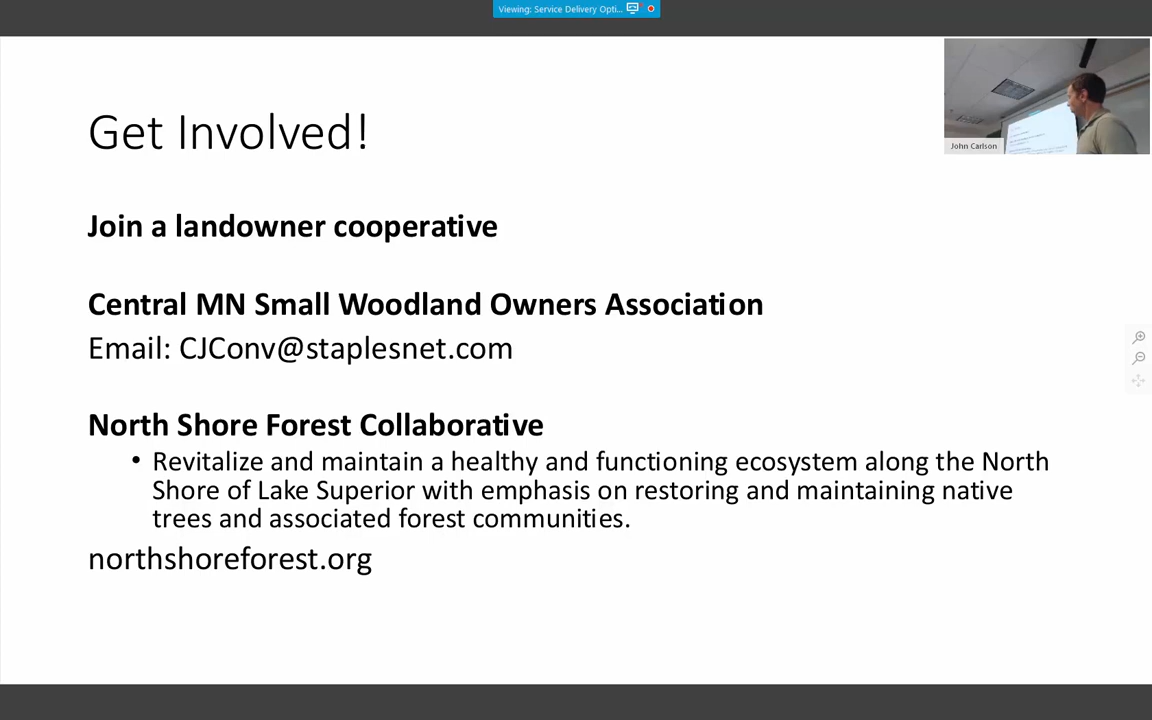 Viewing: Service Delivery Opti...
Get Involved!
John Carlson
Join a landowner cooperative
Central MN Small Woodland Owners Association
Email: CJConv@staplesnet.com
North Shore Forest Collaborative
• Revitalize and maintain a healthy and functioning ecosystem along the North
Shore of Lake Superior with emphasis on restoring and maintaining native
trees and associated forest communities.
northshoreforest.org